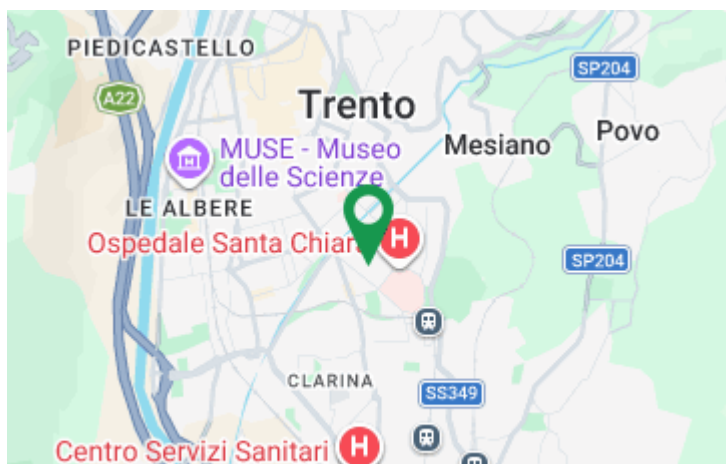 PIEDICASTELLO
SP204
A22
Trento
Povo
Mesiano
MUSE - Museo
delle Scienze
LE ALBERE
Ospedale Santa Chiara
H
SP204
CLARINA
SS349
Centro Servizi Sanitari
H